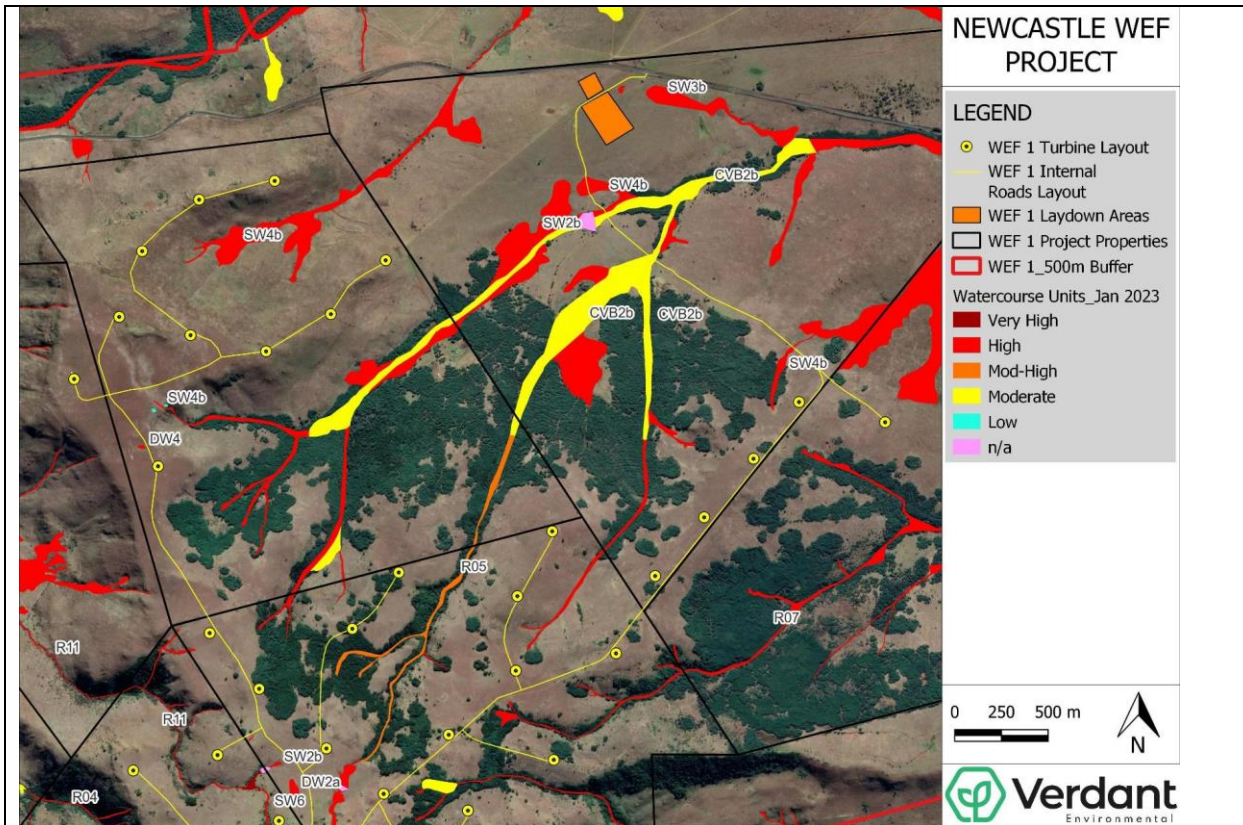 NEWCASTLE WEF
PROJECT
LEGEND
WEF 1 Turbine Layout
WEF 1 Internal
Roads Layout
WEF 1 Laydown Areas
WEF 1 Project Properties
WEF 1_500m Buffer
Watercourse Units_Jan 2023
Very High
High
Mod-High
Moderate
Low
n/a
0 250 500 m
N
Verdant
Environmental
SW3b
CVB2b
SW4b
SW2b
SW4b
CVB2b
CVB2b
SW4b
SW4b
DW4
R05
R07
R11
R11
SW2b
DW2a
SW6
R04